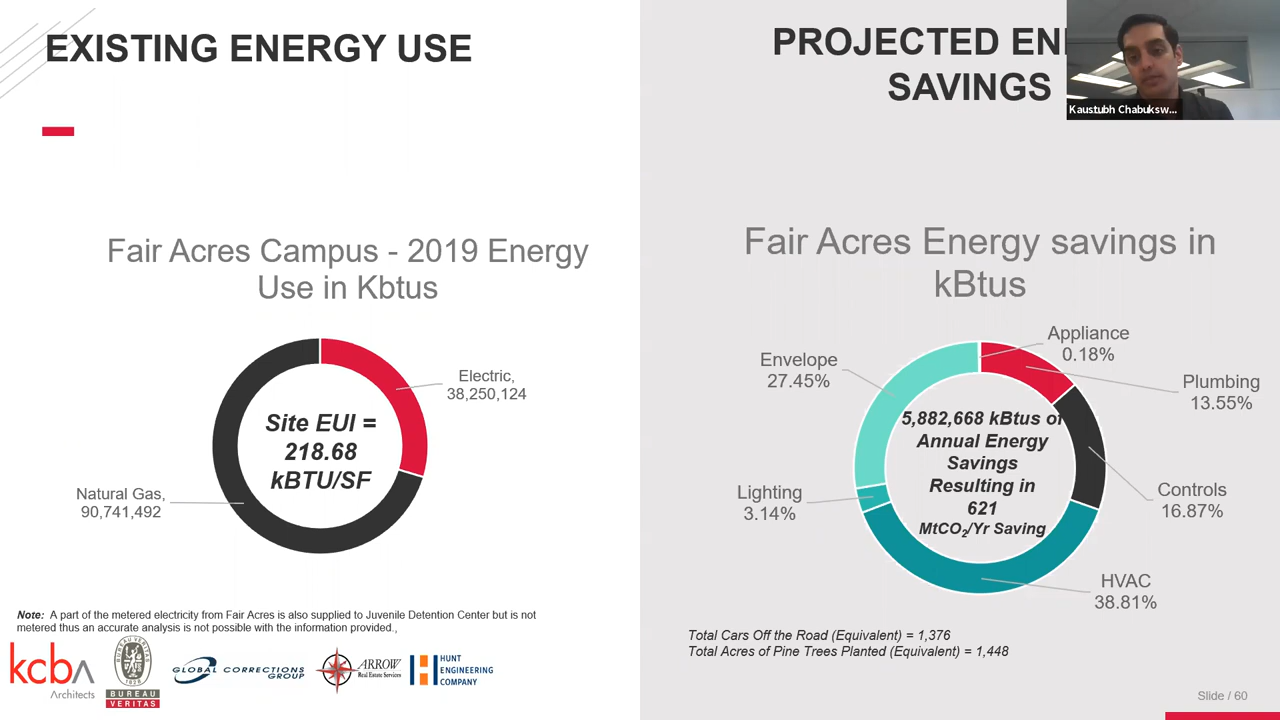 EXISTING ENERGY USE
Fair Acres Campus - 2019 Energy
Use in Kbtus
Electric,
38,250,124
Site EUI =
218.68
kBTU/SF
Natural Gas,
90,741,492
Note: A part of the metered electricity from Fair Acres is also supplied to Juvenile Detention Center but is not
metered thus an accurate analysis is not possible with the information provided.,
kcba
Architects
BUREAU VERITAS
1828
BUREAU
VERITAS
GLOBAL CORRECTIONS
GROUP
ARROW
Real Estate Services
HUNT
ENGINEERING
COMPANY
PROJECTED EN
SAVINGS
Kaustubh Chabuksw...
Fair Acres Energy savings in
kBtus
Appliance
0.18%
Envelope
27.45%
Plumbing
13.55%
5,882,668 kBtus of
Annual Energy
Savings
Resulting in
621
MtCO₂/Yr Saving
Lighting
3.14%
Controls
16.87%
HVAC
38.81%
Total Cars Off the Road (Equivalent) = 1,376
Total Acres of Pine Trees Planted (Equivalent) = 1,448
Slide / 60